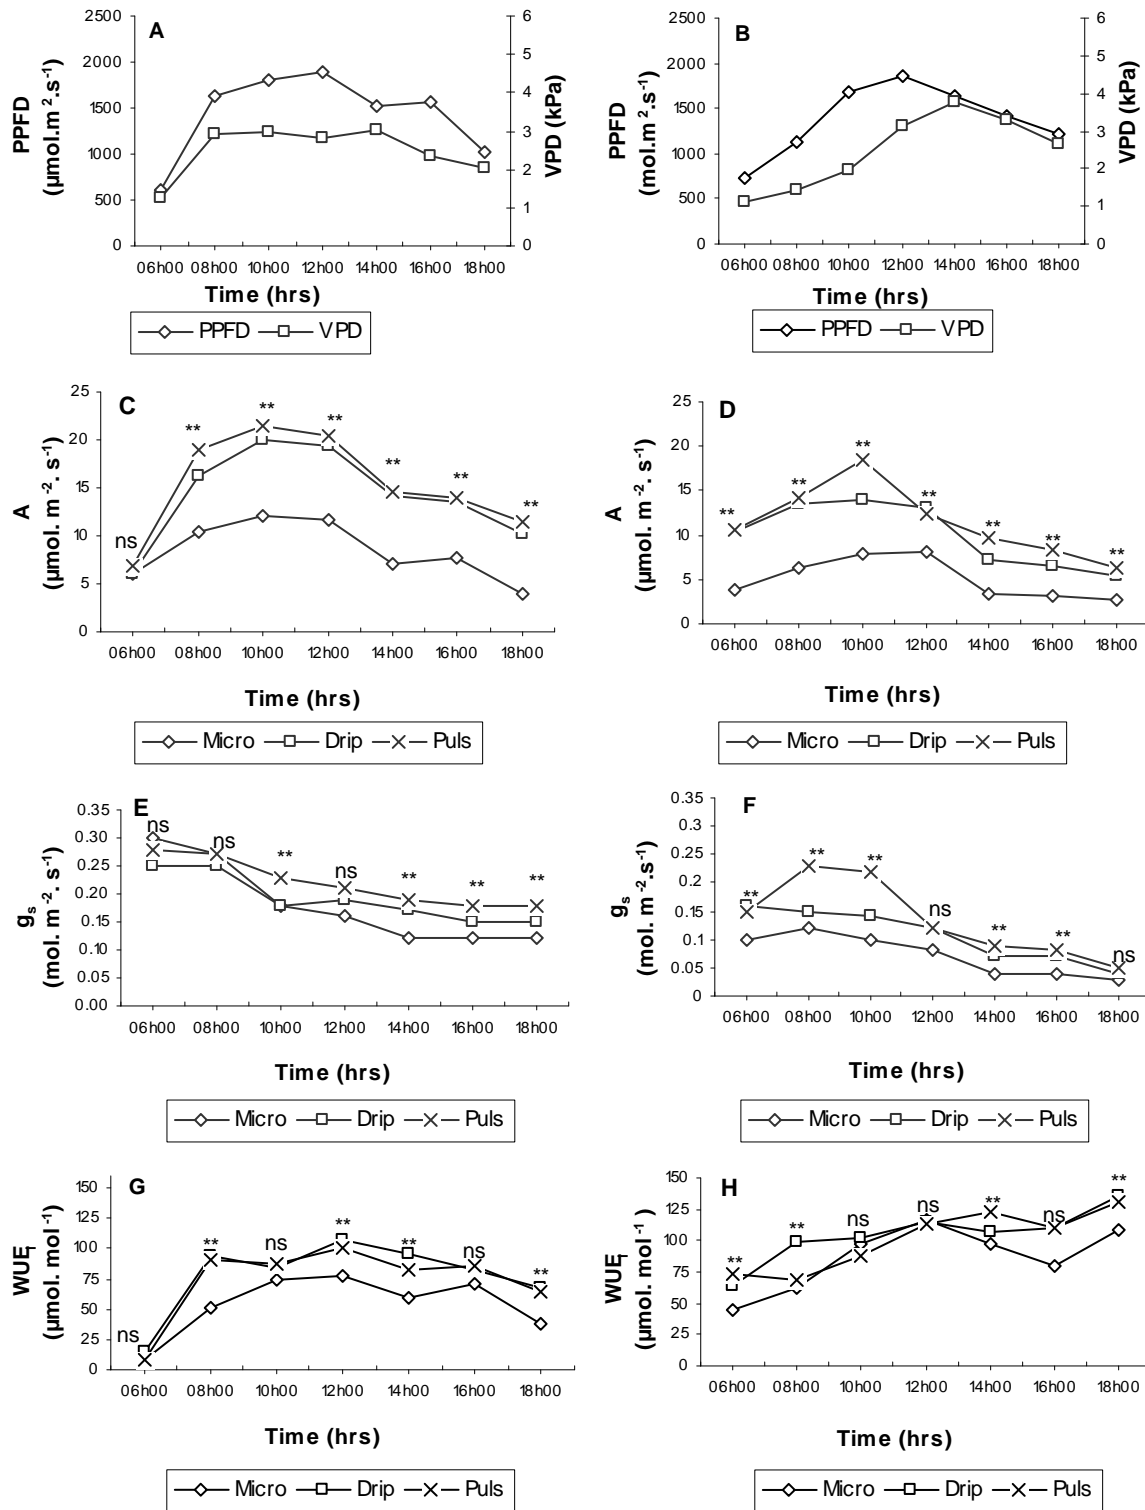 A
PPFD
(µmol.m ².s⁻¹)
2500
2000
1500
1000
500
0
VPD (kPa)
6
5
4
3
2
1
0
06h00 08h00 10h00 12h00 14h00 16h00 18h00
Time (hrs)
PPFD VPD
B
PPFD
(mol.m ².s⁻¹)
2500
2000
1500
1000
500
0
VPD (kPa)
6
5
4
3
2
1
0
06h00 08h00 10h00 12h00 14h00 16h00 18h00
Time (hrs)
PPFD VPD
C
A
(µmol. m⁻². s⁻¹)
25
20
15
10
5
0
ns ** ** ** ** ** **
06h00 08h00 10h00 12h00 14h00 16h00 18h00
Time (hrs)
Micro Drip Puls
D
A
(µmol. m⁻². s⁻¹)
25
20
15
10
5
0
** ** ** ** ** ** **
06h00 08h00 10h00 12h00 14h00 16h00 18h00
Time (hrs)
Micro Drip Puls
E
gₛ
(mol. m⁻². s⁻¹)
0.35
0.30
0.25
0.20
0.15
0.10
0.05
0.00
ns ns ** ns ** ** **
06h00 08h00 10h00 12h00 14h00 16h00 18h00
Time (hrs)
Micro Drip Puls
F
gₛ
(mol. m⁻².s⁻¹)
0.35
0.3
0.25
0.2
0.15
0.1
0.05
0
** ** ** ns ** ** ns
06h00 08h00 10h00 12h00 14h00 16h00 18h00
Time (hrs)
Micro Drip Puls
G
WUEᵢ
(µmol. mol⁻¹)
150
125
100
75
50
25
0
ns ** ns ** ** ns **
06h00 08h00 10h00 12h00 14h00 16h00 18h00
Time (hrs)
Micro Drip Puls
H
WUEᵢ
(µmol. mol⁻¹)
150
125
100
75
50
25
0
** ** ns ns ** ns **
06h00 08h00 10h00 12h00 14h00 16h00 18h00
Time (hrs)
Micro Drip Puls